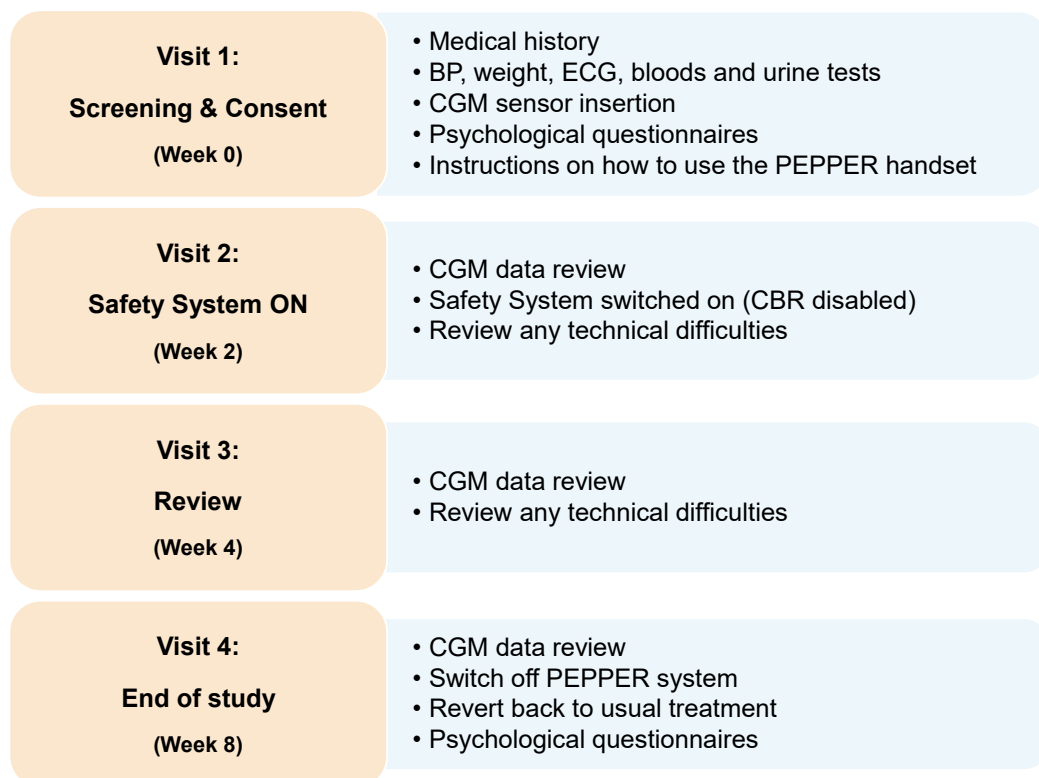 Visit 1:
Screening & Consent
(Week 0)
• Medical history
• BP, weight, ECG, bloods and urine tests
• CGM sensor insertion
• Psychological questionnaires
• Instructions on how to use the PEPPER handset
Visit 2:
Safety System ON
(Week 2)
• CGM data review
• Safety System switched on (CBR disabled)
• Review any technical difficulties
Visit 3:
Review
(Week 4)
• CGM data review
• Review any technical difficulties
Visit 4:
End of study
(Week 8)
• CGM data review
• Switch off PEPPER system
• Revert back to usual treatment
• Psychological questionnaires